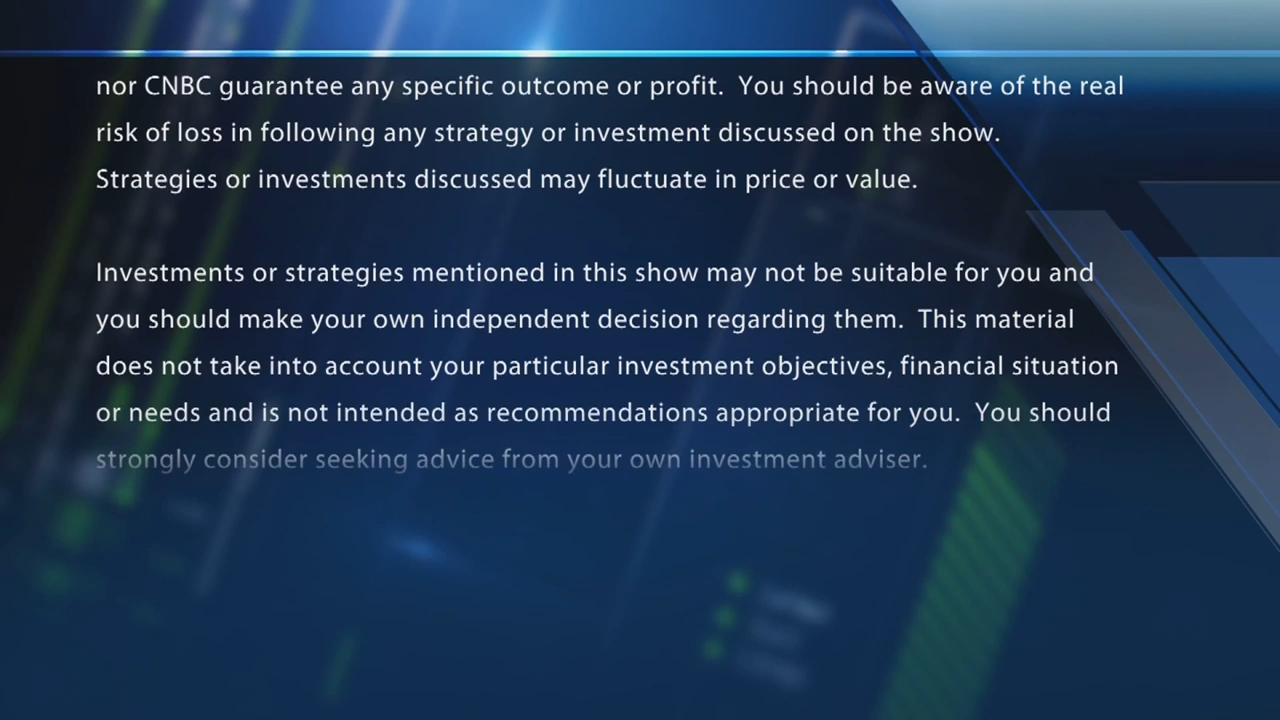 nor CNBC guarantee any specific outcome or profit.  You should be aware of the real
risk of loss in following any strategy or investment discussed on the show.
Strategies or investments discussed may fluctuate in price or value.
Investments or strategies mentioned in this show may not be suitable for you and
you should make your own independent decision regarding them.  This material
does not take into account your particular investment objectives, financial situation
or needs and is not intended as recommendations appropriate for you.  You should
strongly consider seeking advice from your own investment adviser.